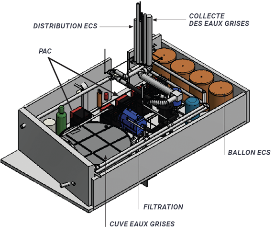 DISTRIBUTION ECS
COLLECTE
DES EAUX GRISES
PAC
BALLON ECS
FILTRATION
CUVE EAUX GRISES